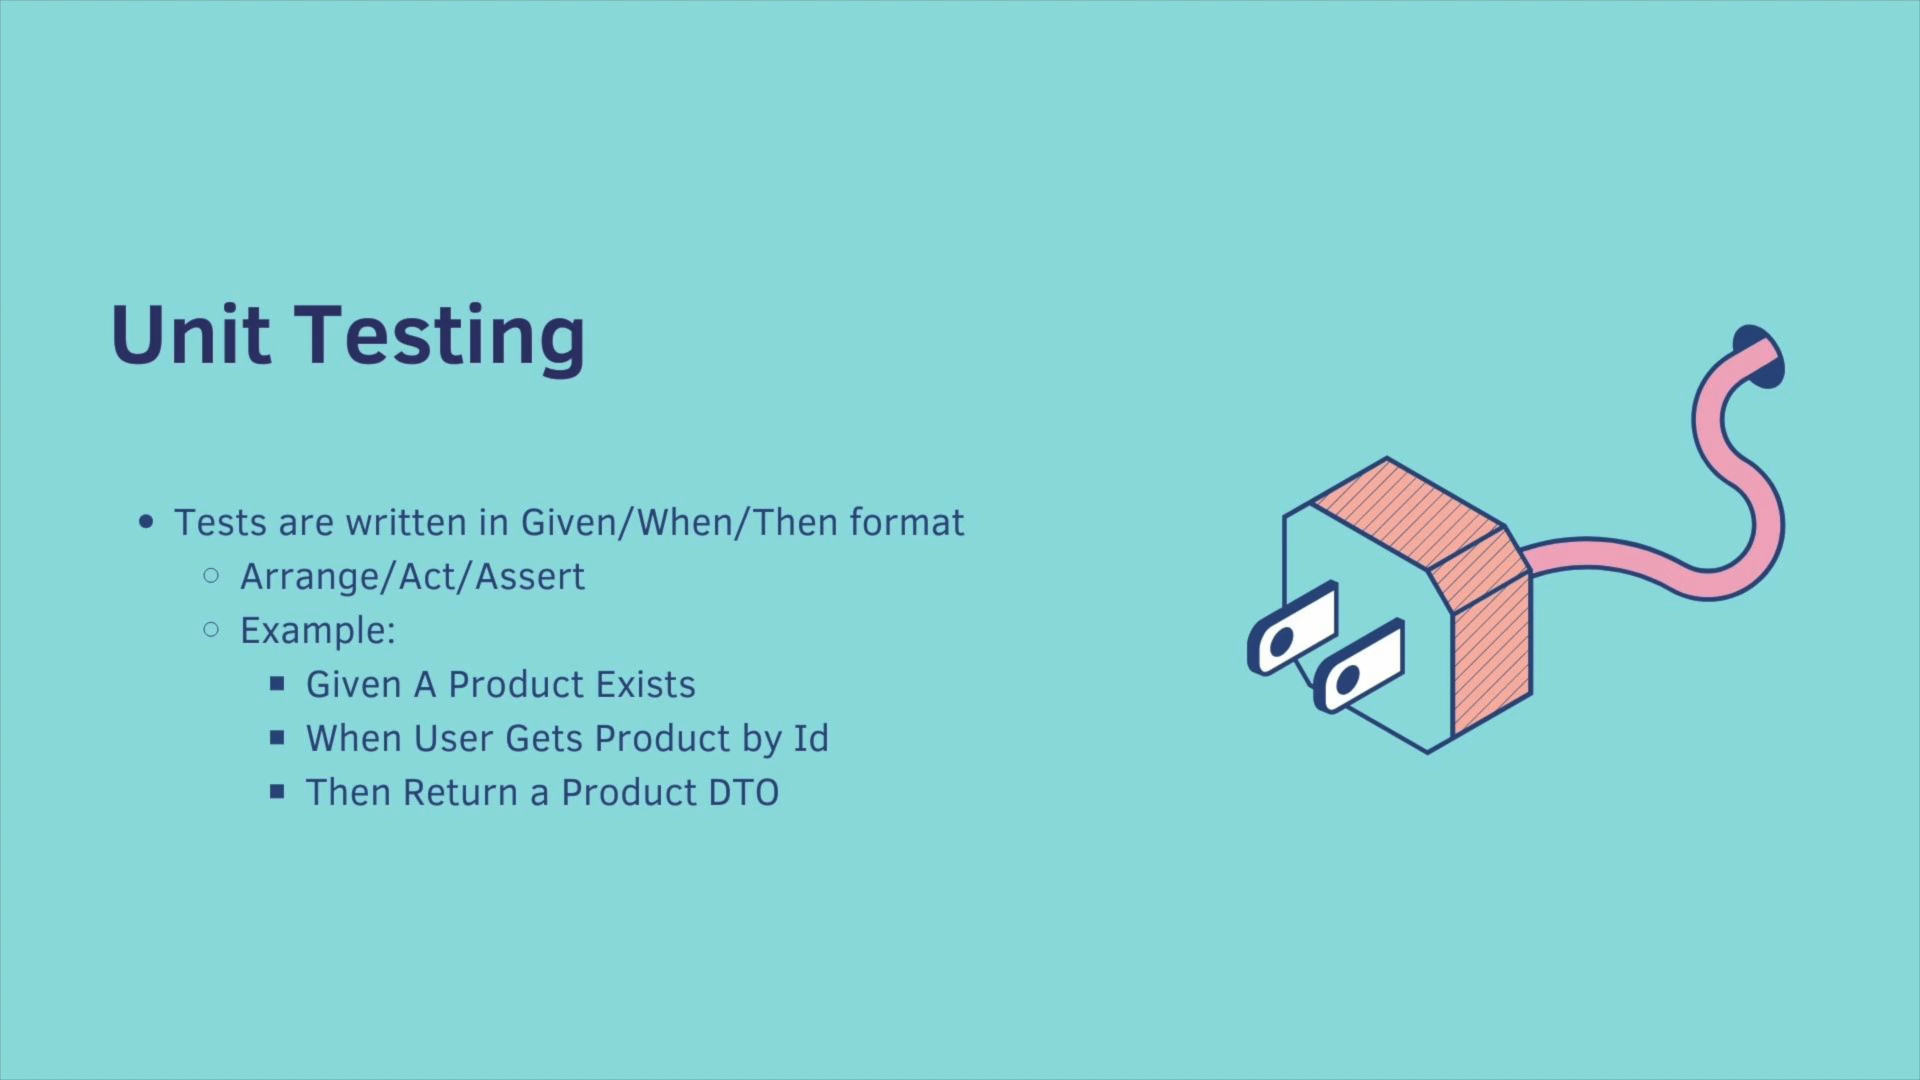 Unit Testing
Tests are written in Given/When/Then format
Arrange/Act/Assert
Example:
Given A Product Exists
When User Gets Product by Id
Then Return a Product DTO